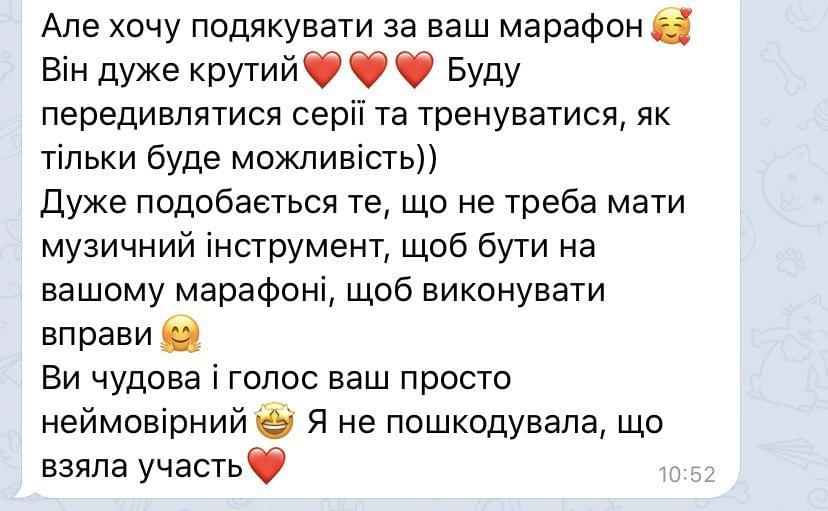 Але хочу подякувати за ваш марафон 🥰
Він дуже крутий❤️❤️❤️ Буду
передивлятися серії та тренуватися, як
тільки буде можливість))
Дуже подобається те, що не треба мати
музичний інструмент, щоб бути на
вашому марафоні, щоб виконувати
вправи 🤗
Ви чудова і голос ваш просто
неймовірний 🤩 Я не пошкодувала, що
взяла участь❤️
10:52